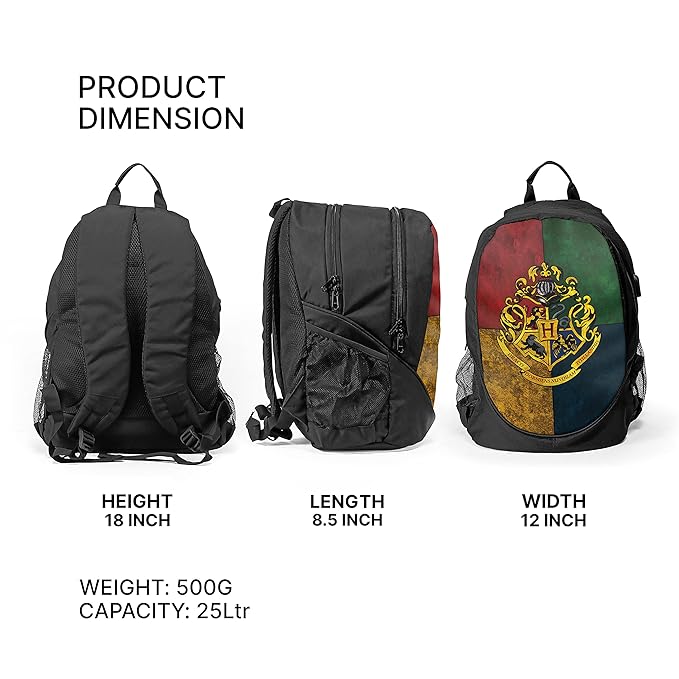 PRODUCT
DIMENSION
H
HEIGHT
18 INCH
LENGTH
8.5 INCH
WIDTH
12 INCH
WEIGHT: 500G
CAPACITY: 25Ltr